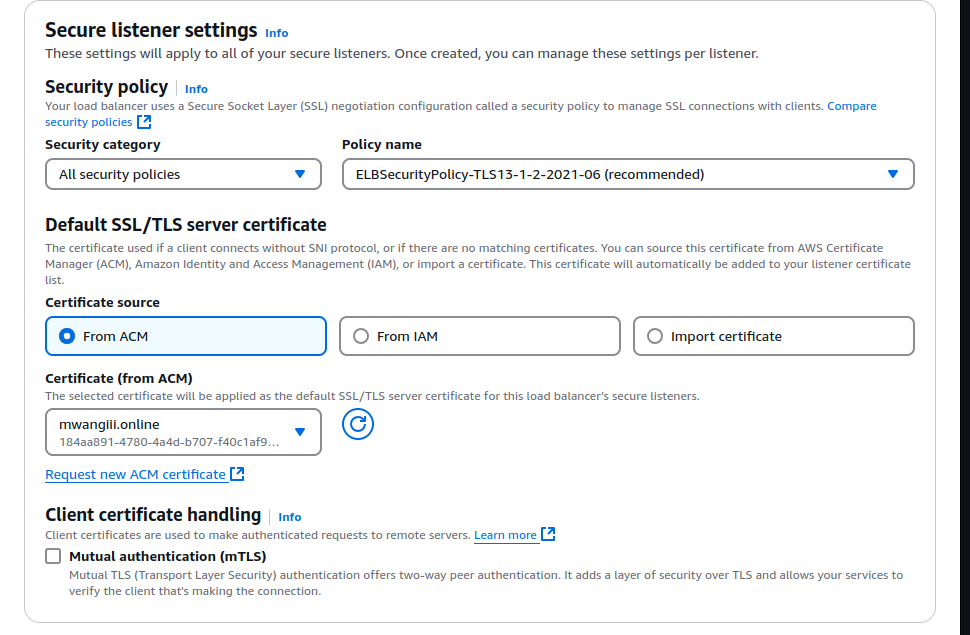 Secure listener settings Info
These settings will apply to all of your secure listeners. Once created, you can manage these settings per listener.
Security policy Info
Your load balancer uses a Secure Socket Layer (SSL) negotiation configuration called a security policy to manage SSL connections with clients. Compare
security policies
Security category Policy name
All security policies ELBSecurityPolicy-TLS13-1-2-2021-06 (recommended)
Default SSL/TLS server certificate
The certificate used if a client connects without SNI protocol, or if there are no matching certificates. You can source this certificate from AWS Certificate
Manager (ACM), Amazon Identity and Access Management (IAM), or import a certificate. This certificate will automatically be added to your listener certificate
list.
Certificate source
From ACM From IAM Import certificate
Certificate (from ACM)
The selected certificate will be applied as the default SSL/TLS server certificate for this load balancer's secure listeners.
mwangiii.online
184aa891-4780-4a4d-b707-f40c1af9...
Request new ACM certificate
Client certificate handling Info
Client certificates are used to make authenticated requests to remote servers. Learn more
Mutual authentication (mTLS)
Mutual TLS (Transport Layer Security) authentication offers two-way peer authentication. It adds a layer of security over TLS and allows your services to
verify the client that's making the connection.